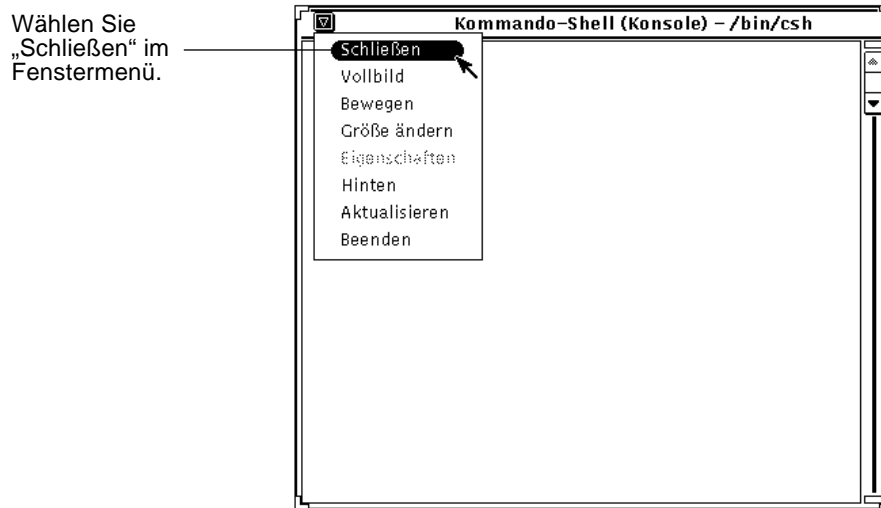 Wählen Sie
„Schließen“ im
Fenstermenü.
Kommando-Shell (Konsole) - /bin/csh
Schließen
Vollbild
Bewegen
Größe ändern
Eigenschaften
Hinten
Aktualisieren
Beenden